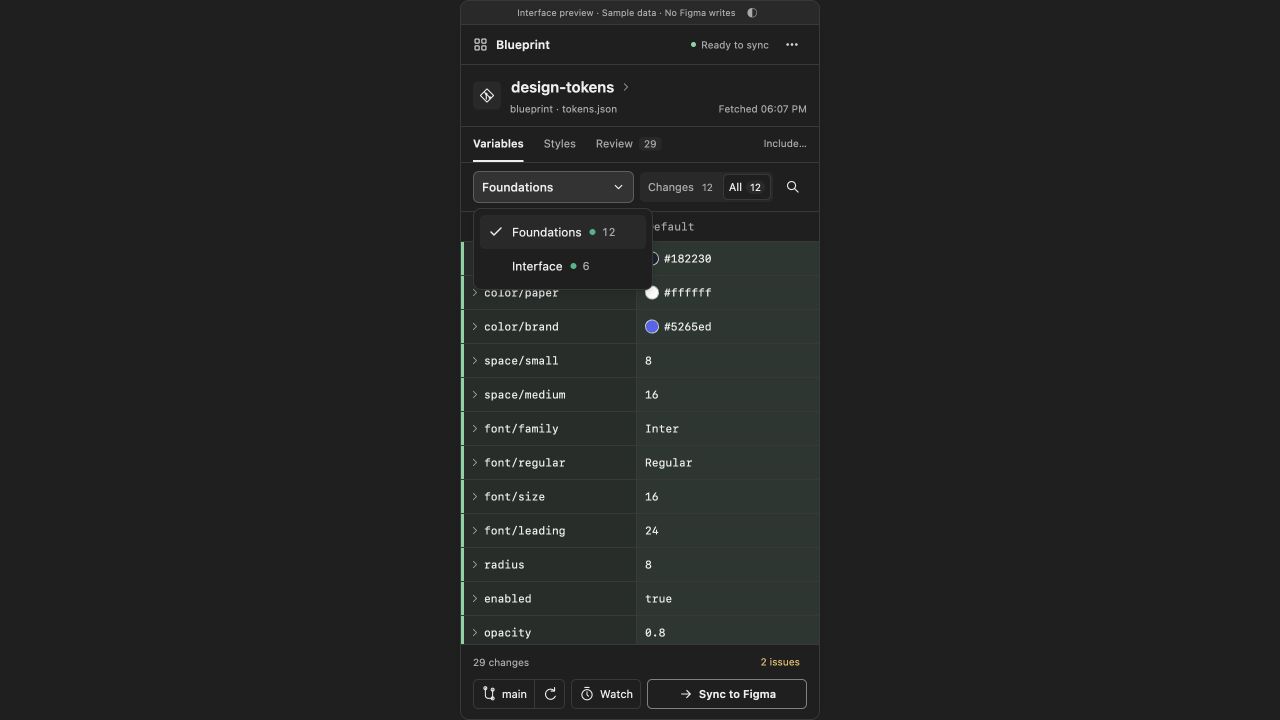 Interface preview · Sample data · No Figma writes
Blueprint
Ready to sync
design-tokens
blueprint · tokens.json
Fetched 06:07 PM
Variables
Styles
Review 29
Include…
Foundations
Changes 12
All 12
Foundations 12
Interface 6
#182230
color/paper #ffffff
color/brand #5265ed
space/small 8
space/medium 16
font/family Inter
font/regular Regular
font/size 16
font/leading 24
radius 8
enabled true
opacity 0.8
29 changes
2 issues
main
Watch
Sync to Figma